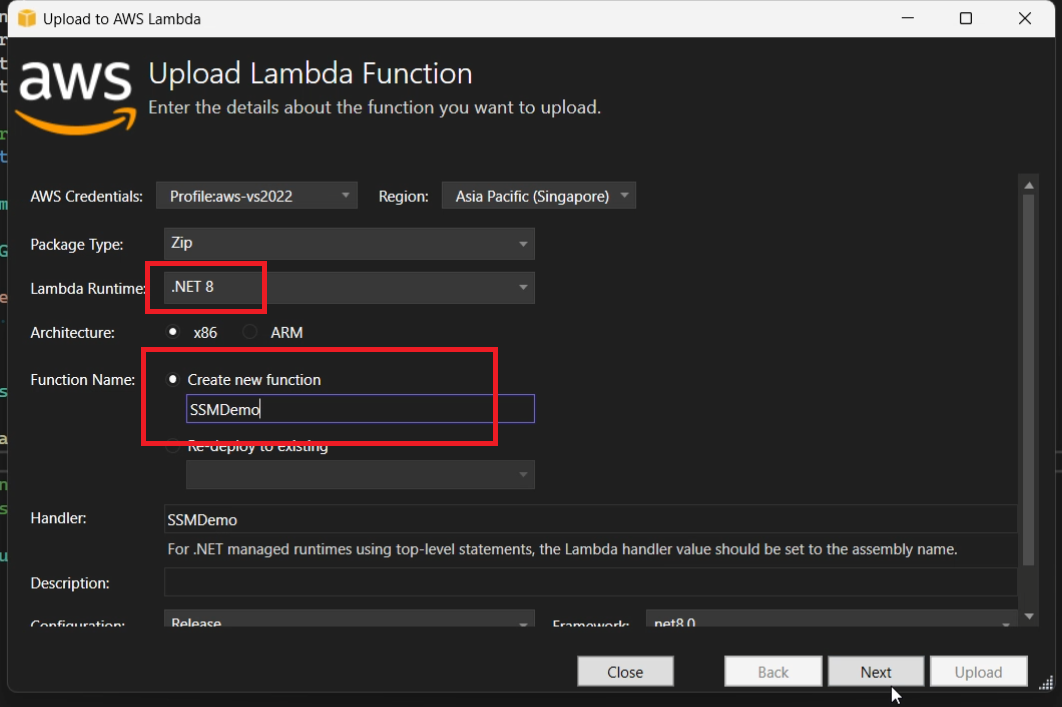 Upload to AWS Lambda
aws
Upload Lambda Function
Enter the details about the function you want to upload.
AWS Credentials: Profile:aws-vs2022 Region: Asia Pacific (Singapore)
Package Type: Zip
Lambda Runtime: .NET 8
Architecture: x86 ARM
Function Name: Create new function
SSMDemo
Re-deploy to existing
Handler: SSMDemo
For .NET managed runtimes using top-level statements, the Lambda handler value should be set to the assembly name.
Description:
Configuration: Release Framework: net8.0
Close Back Next Upload